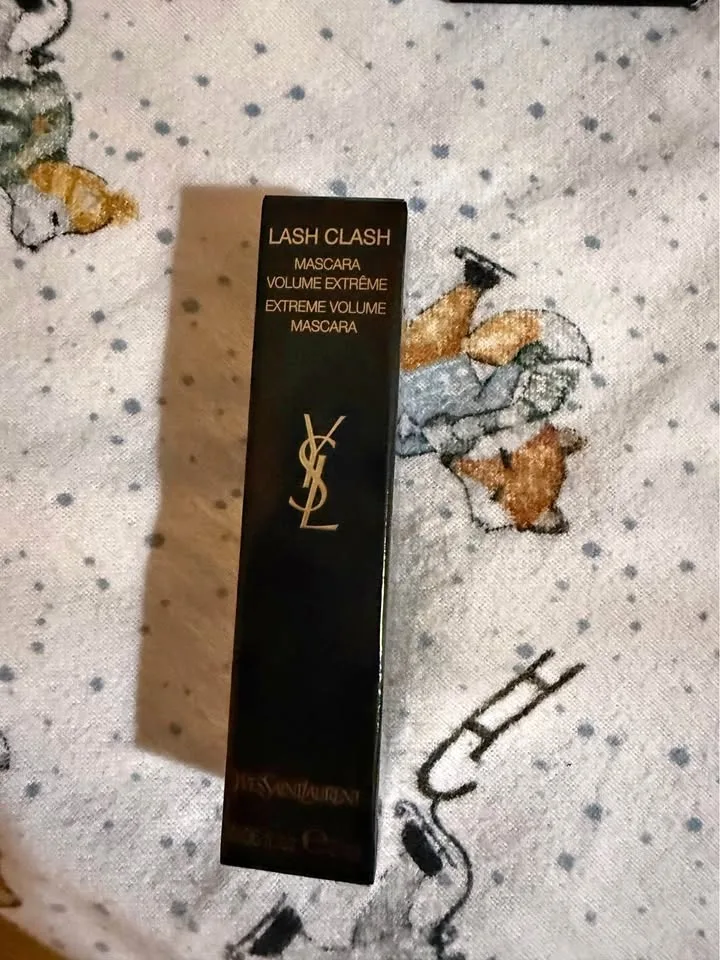 LASH CLASH
MASCARA
VOLUME EXTRÊME
EXTREME VOLUME
MASCARA
YSL
YVESSAINTLAURENT